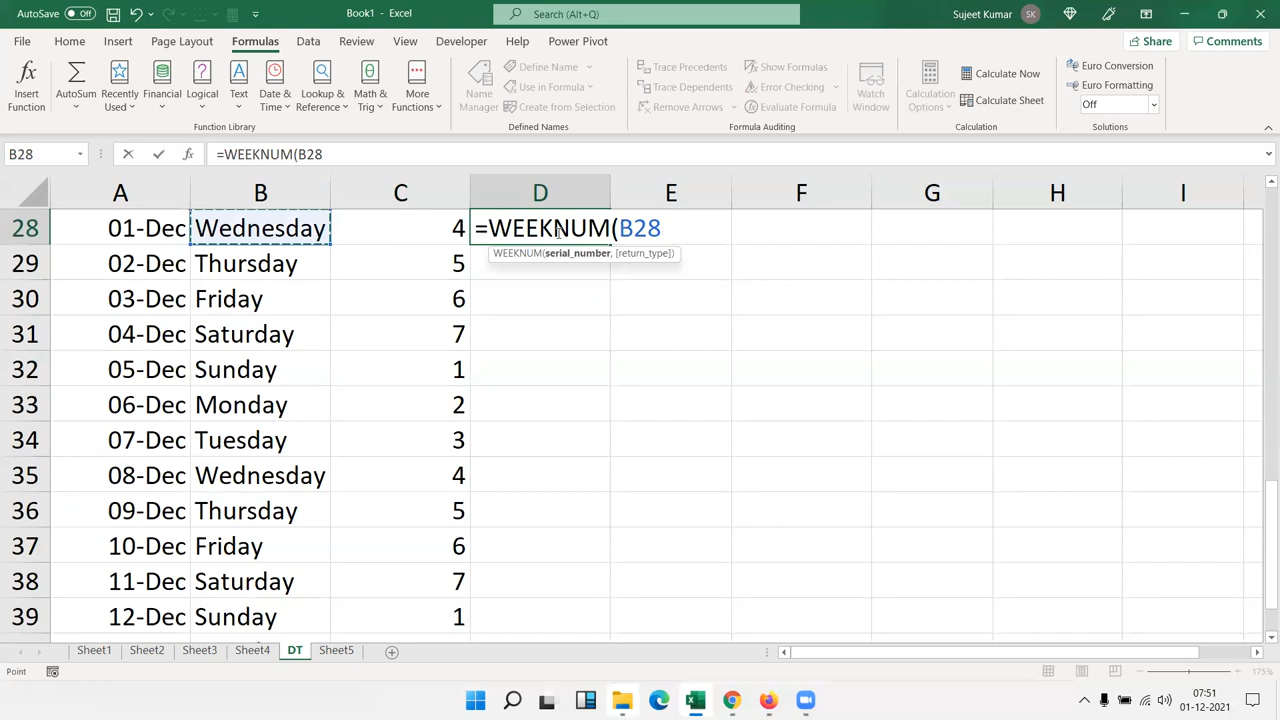 AutoSave Off Book1 - Excel Search (Alt+Q) Sujeet Kumar SK
File Home Insert Page Layout Formulas Data Review View Developer Help Power Pivot Share Comments
Insert Function
AutoSum
Recently Used
Financial
Logical
Text
Date & Time
Lookup & Reference
Math & Trig
More Functions
Function Library
Name Manager
Define Name
Use in Formula
Create from Selection
Defined Names
Trace Precedents
Trace Dependents
Remove Arrows
Show Formulas
Error Checking
Evaluate Formula
Formula Auditing
Watch Window
Calculation Options
Calculate Now
Calculate Sheet
Calculation
Euro Conversion
Euro Formatting
Off
Solutions
B28 fx =WEEKNUM(B28
A B C D E F G H I
28 01-Dec Wednesday 4 =WEEKNUM(B28
WEEKNUM(serial_number, [return_type])
29 02-Dec Thursday 5
30 03-Dec Friday 6
31 04-Dec Saturday 7
32 05-Dec Sunday 1
33 06-Dec Monday 2
34 07-Dec Tuesday 3
35 08-Dec Wednesday 4
36 09-Dec Thursday 5
37 10-Dec Friday 6
38 11-Dec Saturday 7
39 12-Dec Sunday 1
Sheet1 Sheet2 Sheet3 Sheet4 DT Sheet5
Point 175%
07:51
01-12-2021